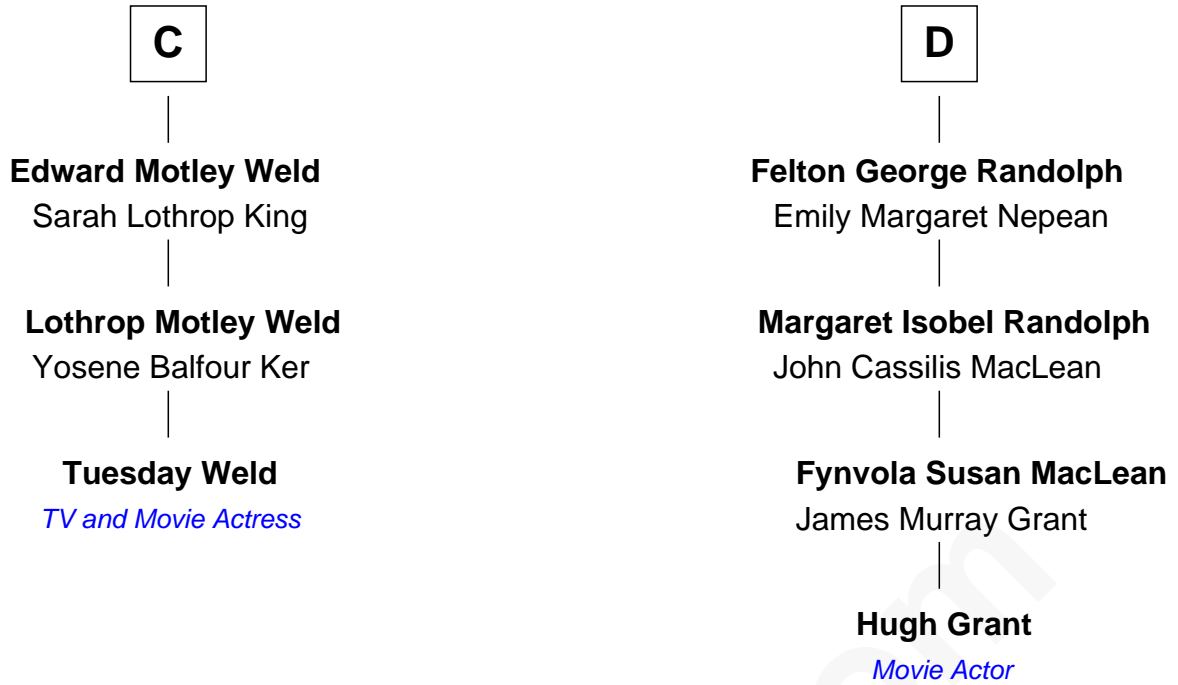 C
Edward Motley Weld
Sarah Lothrop King
Lothrop Motley Weld
Yosene Balfour Ker
Tuesday Weld
TV and Movie Actress
D
Felton George Randolph
Emily Margaret Nepean
Margaret Isobel Randolph
John Cassilis MacLean
Fynvola Susan MacLean
James Murray Grant
Hugh Grant
Movie Actor